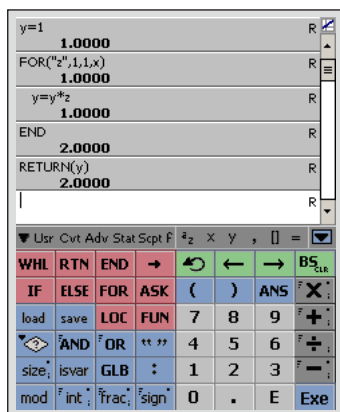 y=1 R
1.0000
FOR("z",1,1,x) R
1.0000
y=y*z R
1.0000
END R
2.0000
RETURN(y) R
2.0000
R
Usr Cvt Adv Stat Scpt F az x y , [] =
WHL RTN END → ← → BS CLR
IF ELSE FOR ASK ( ) ANS X
load save LOC FUN 7 8 9 +
AND OR " " 4 5 6 ÷
size; isvar GLB : 1 2 3 −
mod int; frac; sign 0 . E Exe